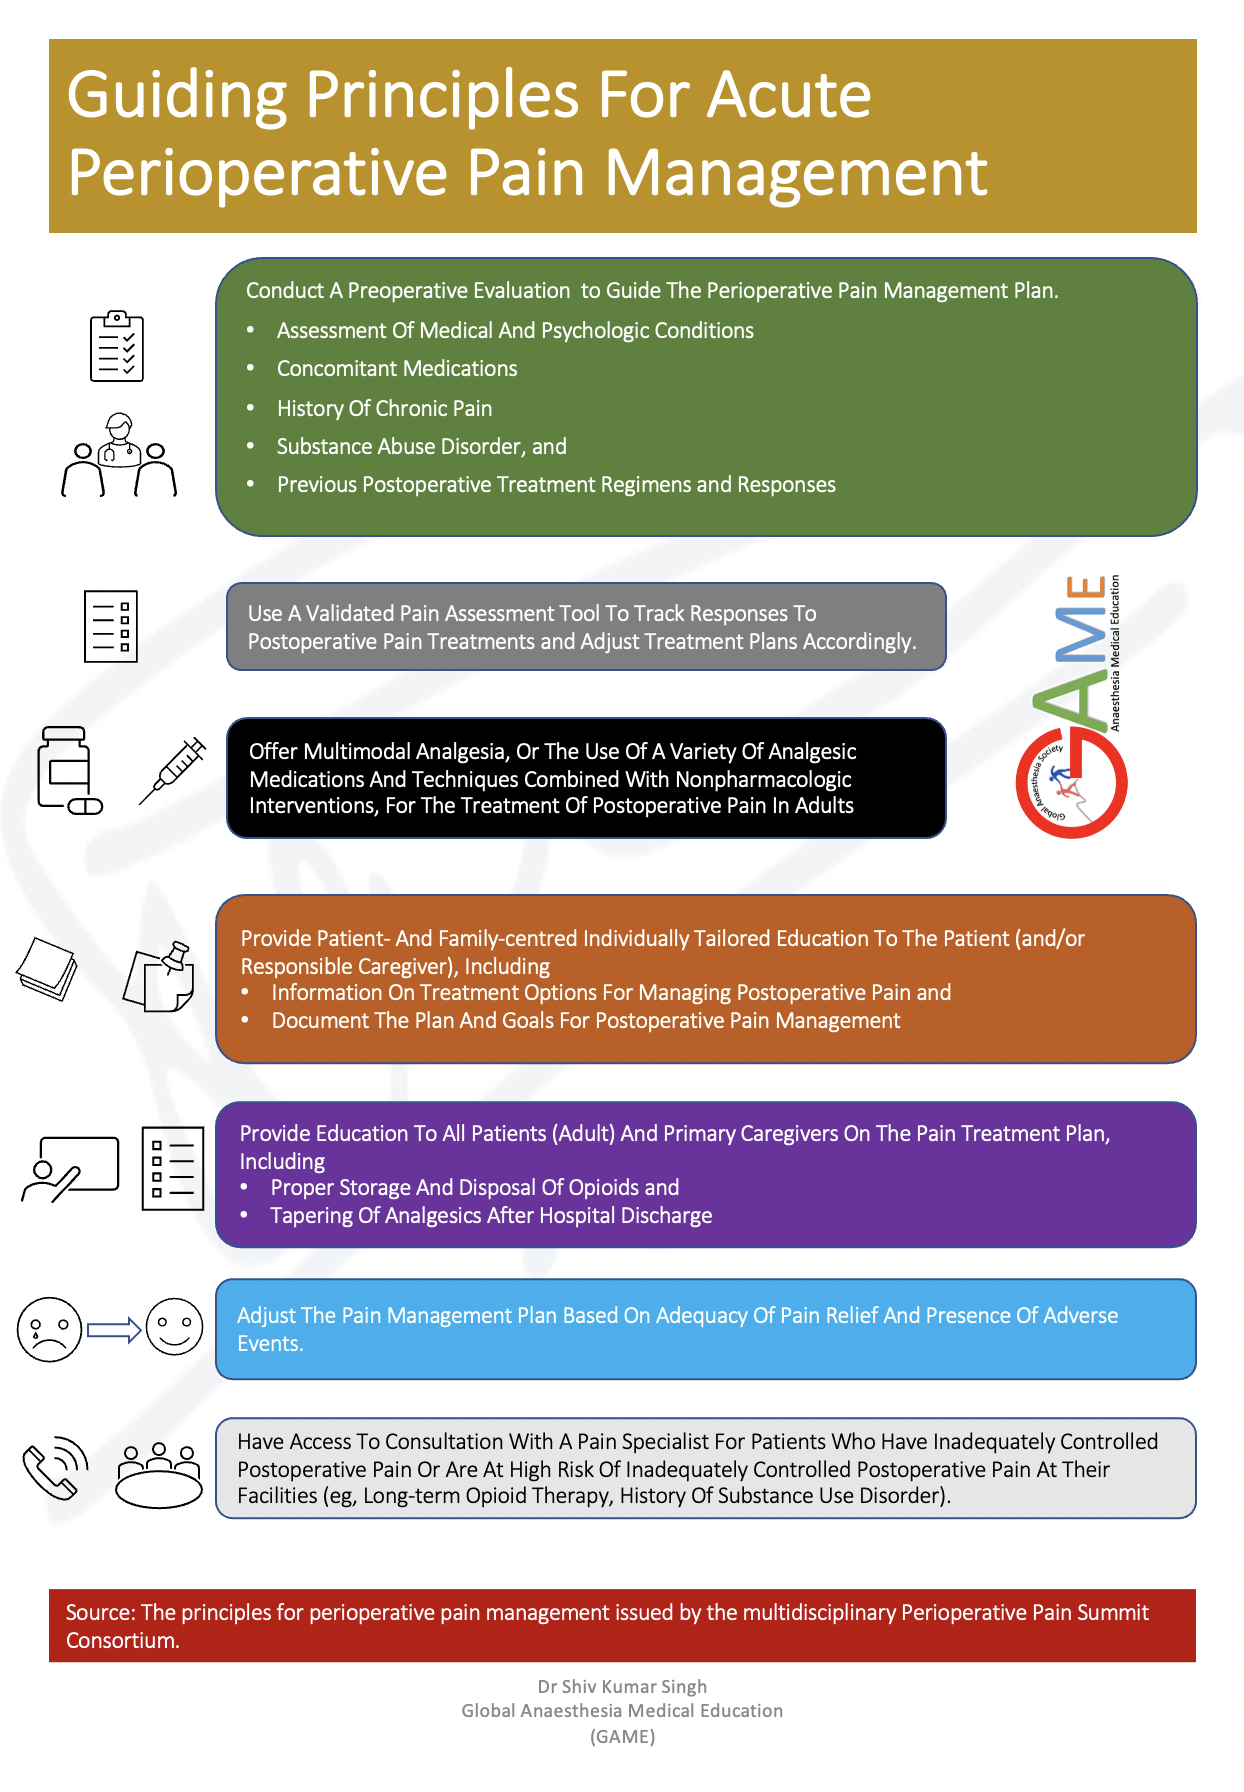 Guiding Principles For Acute
Perioperative Pain Management
Conduct A Preoperative Evaluation to Guide The Perioperative Pain Management Plan.
• Assessment Of Medical And Psychologic Conditions
• Concomitant Medications
• History Of Chronic Pain
• Substance Abuse Disorder, and
• Previous Postoperative Treatment Regimens and Responses
Use A Validated Pain Assessment Tool To Track Responses To
Postoperative Pain Treatments and Adjust Treatment Plans Accordingly.
GAME
Anaesthesia Medical Education
Global Anaesthesia Society
Offer Multimodal Analgesia, Or The Use Of A Variety Of Analgesic
Medications And Techniques Combined With Nonpharmacologic
Interventions, For The Treatment Of Postoperative Pain In Adults
Provide Patient- And Family-centred Individually Tailored Education To The Patient (and/or
Responsible Caregiver), Including
• Information On Treatment Options For Managing Postoperative Pain and
• Document The Plan And Goals For Postoperative Pain Management
Provide Education To All Patients (Adult) And Primary Caregivers On The Pain Treatment Plan,
Including
• Proper Storage And Disposal Of Opioids and
• Tapering Of Analgesics After Hospital Discharge
Adjust The Pain Management Plan Based On Adequacy Of Pain Relief And Presence Of Adverse
Events.
Have Access To Consultation With A Pain Specialist For Patients Who Have Inadequately Controlled
Postoperative Pain Or Are At High Risk Of Inadequately Controlled Postoperative Pain At Their
Facilities (eg, Long-term Opioid Therapy, History Of Substance Use Disorder).
Source: The principles for perioperative pain management issued by the multidisciplinary Perioperative Pain Summit
Consortium.
Dr Shiv Kumar Singh
Global Anaesthesia Medical Education
(GAME)